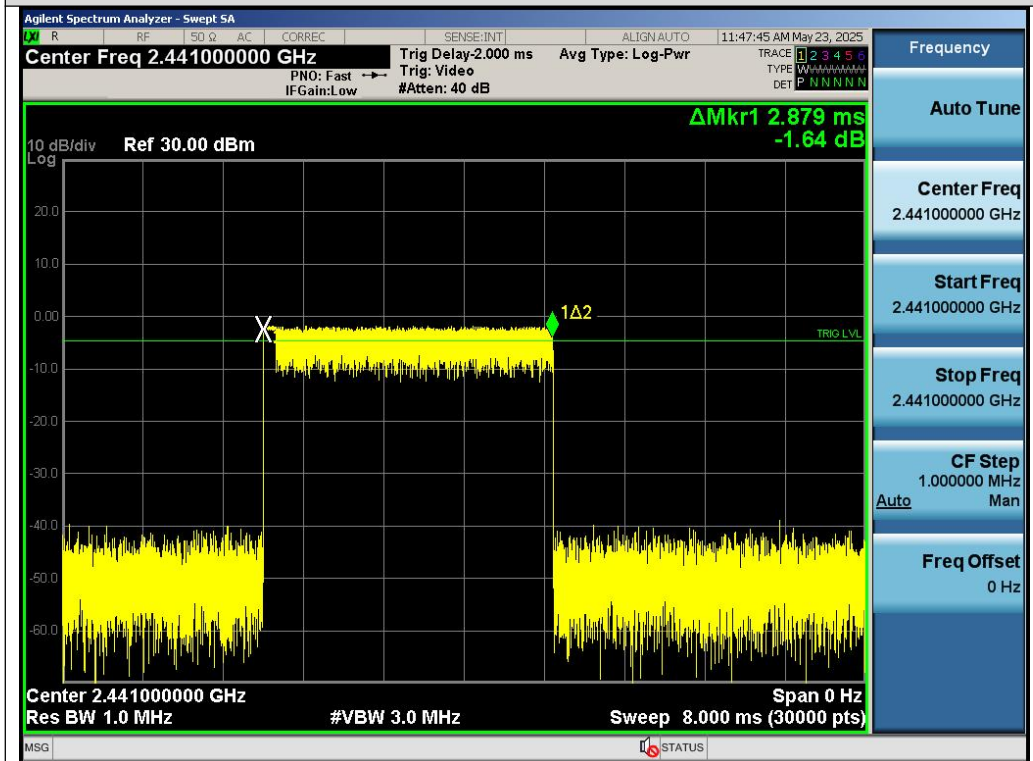 Agilent Spectrum Analyzer - Swept SA
LXI R RF 50 Ω AC CORREC SENSE:INT ALIGN AUTO 11:47:45 AM May 23, 2025
Center Freq 2.441000000 GHz
PNO: Fast
IFGain:Low
Trig Delay-2.000 ms
Trig: Video
#Atten: 40 dB
Avg Type: Log-Pwr
TRACE 1 2 3 4 5 6
TYPE WWWWWW
DET P N N N N N
ΔMkr1 2.879 ms
-1.64 dB
10 dB/div Ref 30.00 dBm
Log
20.0
10.0
0.00
-10.0
-20.0
-30.0
-40.0
-50.0
-60.0
X
1Δ2
TRIG LVL
Center 2.441000000 GHz Span 0 Hz
Res BW 1.0 MHz #VBW 3.0 MHz Sweep 8.000 ms (30000 pts)
MSG STATUS
Frequency
Auto Tune
Center Freq
2.441000000 GHz
Start Freq
2.441000000 GHz
Stop Freq
2.441000000 GHz
CF Step
1.000000 MHz
Auto Man
Freq Offset
0 Hz